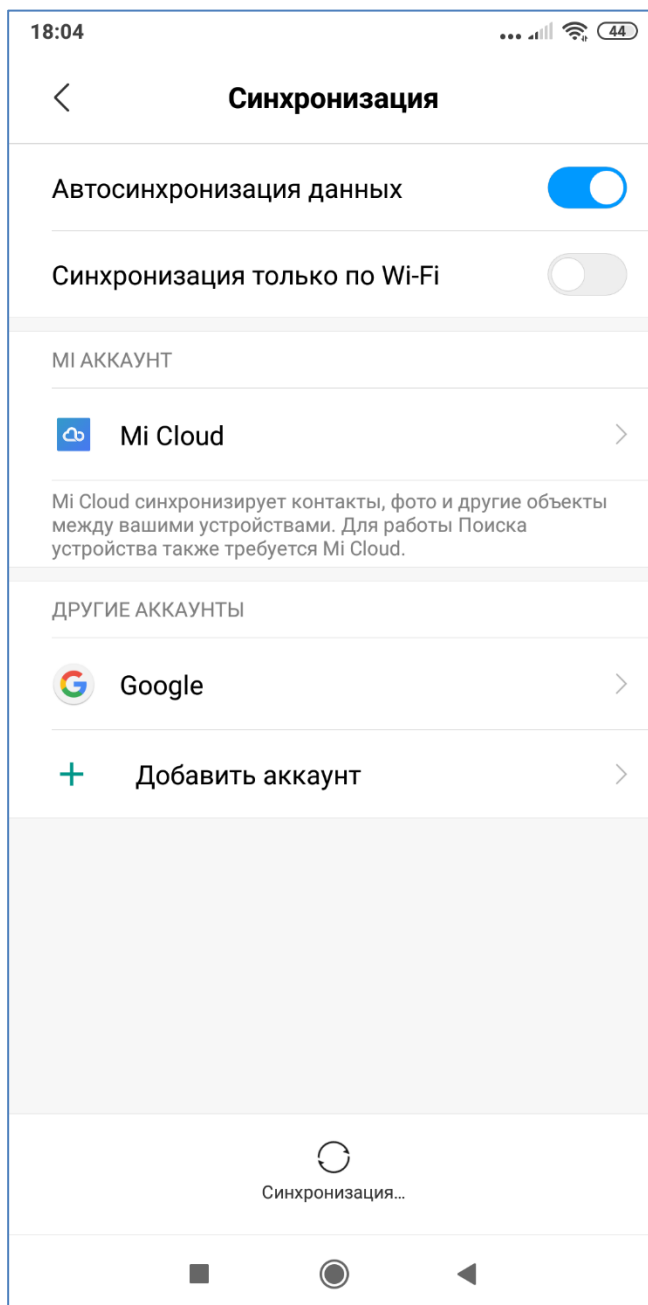 18:04
44
Синхронизация
Автосинхронизация данных
Синхронизация только по Wi-Fi
MI АККАУНТ
Mi Cloud
Mi Cloud синхронизирует контакты, фото и другие объекты
между вашими устройствами. Для работы Поиска
устройства также требуется Mi Cloud.
ДРУГИЕ АККАУНТЫ
Google
Добавить аккаунт
Синхронизация...